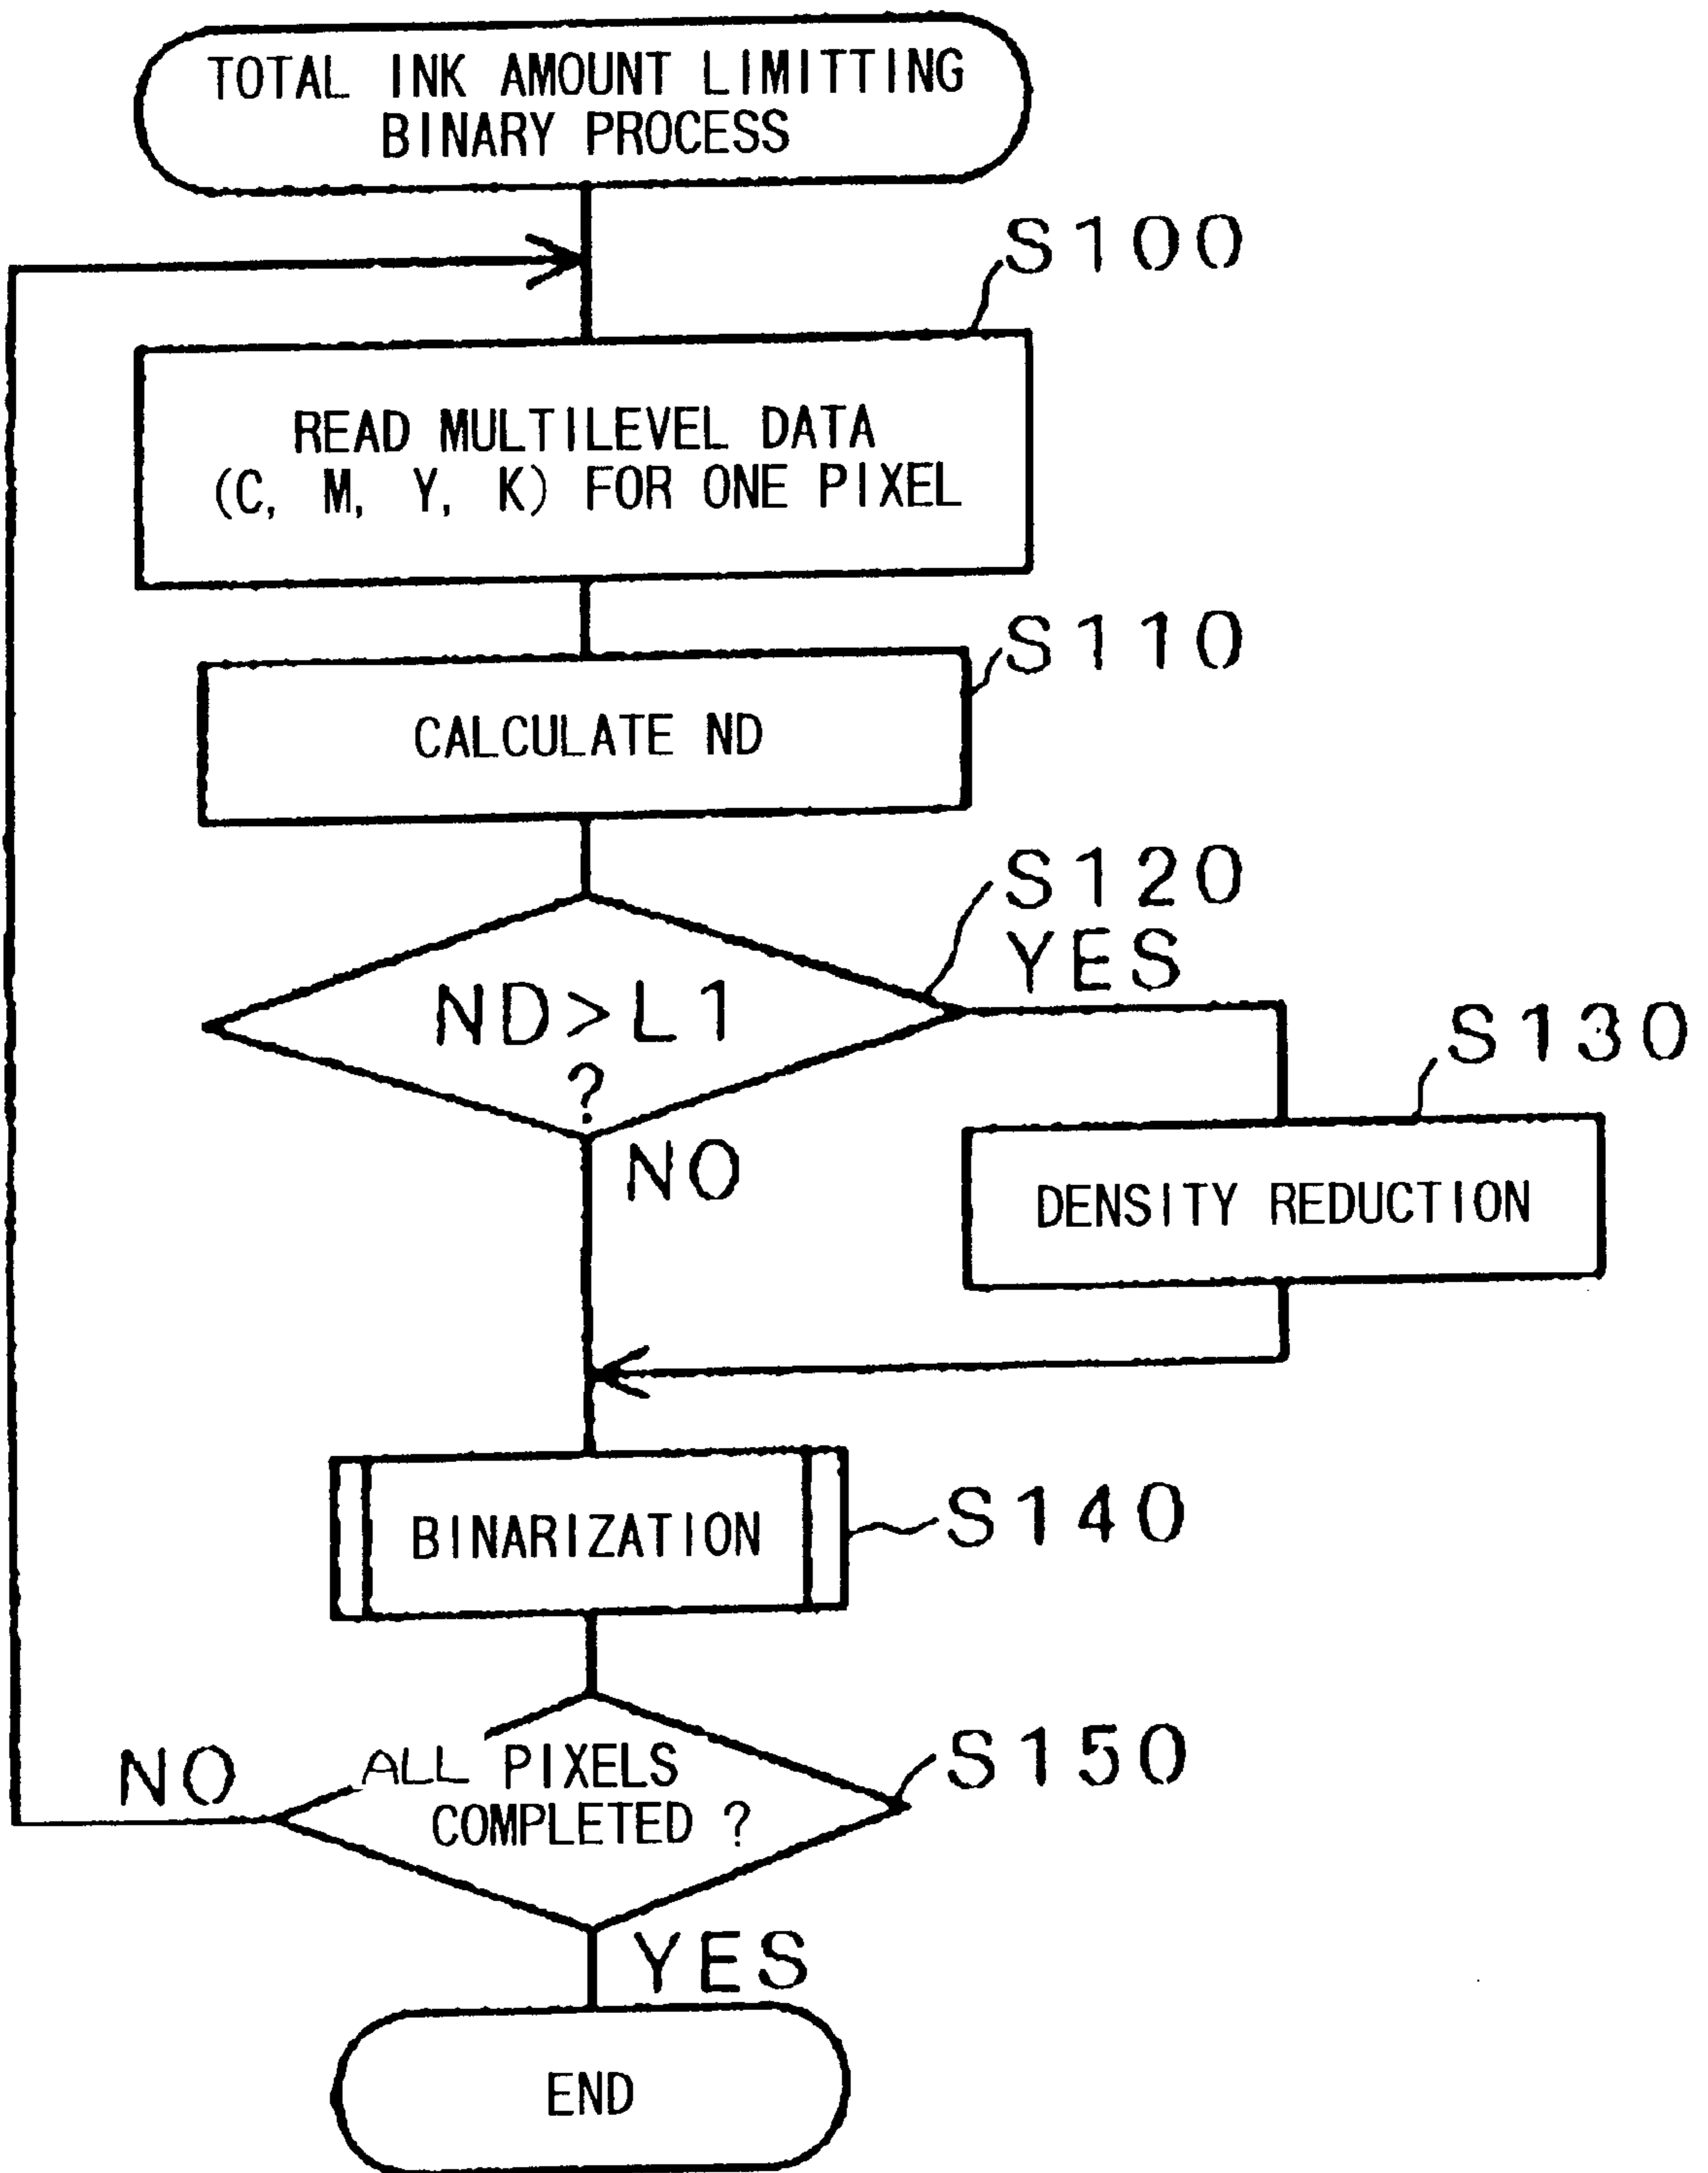 TOTAL INK AMOUNT LIMITTING
BINARY PROCESS
S100
READ MULTILEVEL DATA
(C, M, Y, K) FOR ONE PIXEL
S110
CALCULATE ND
S120
YES
ND>L1
?
NO
S130
DENSITY REDUCTION
BINARIZATION
S140
S150
NO
ALL PIXELS
COMPLETED ?
YES
END